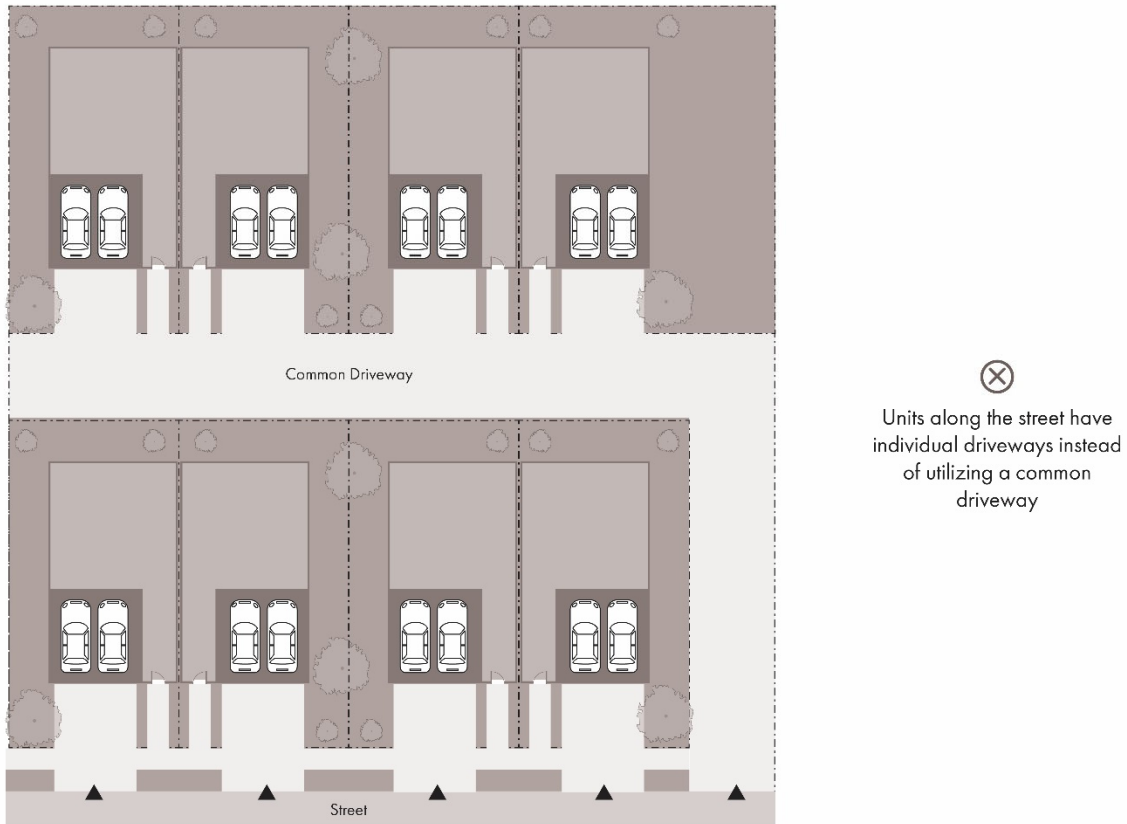 Common Driveway
Units along the street have
individual driveways instead
of utilizing a common
driveway
Street